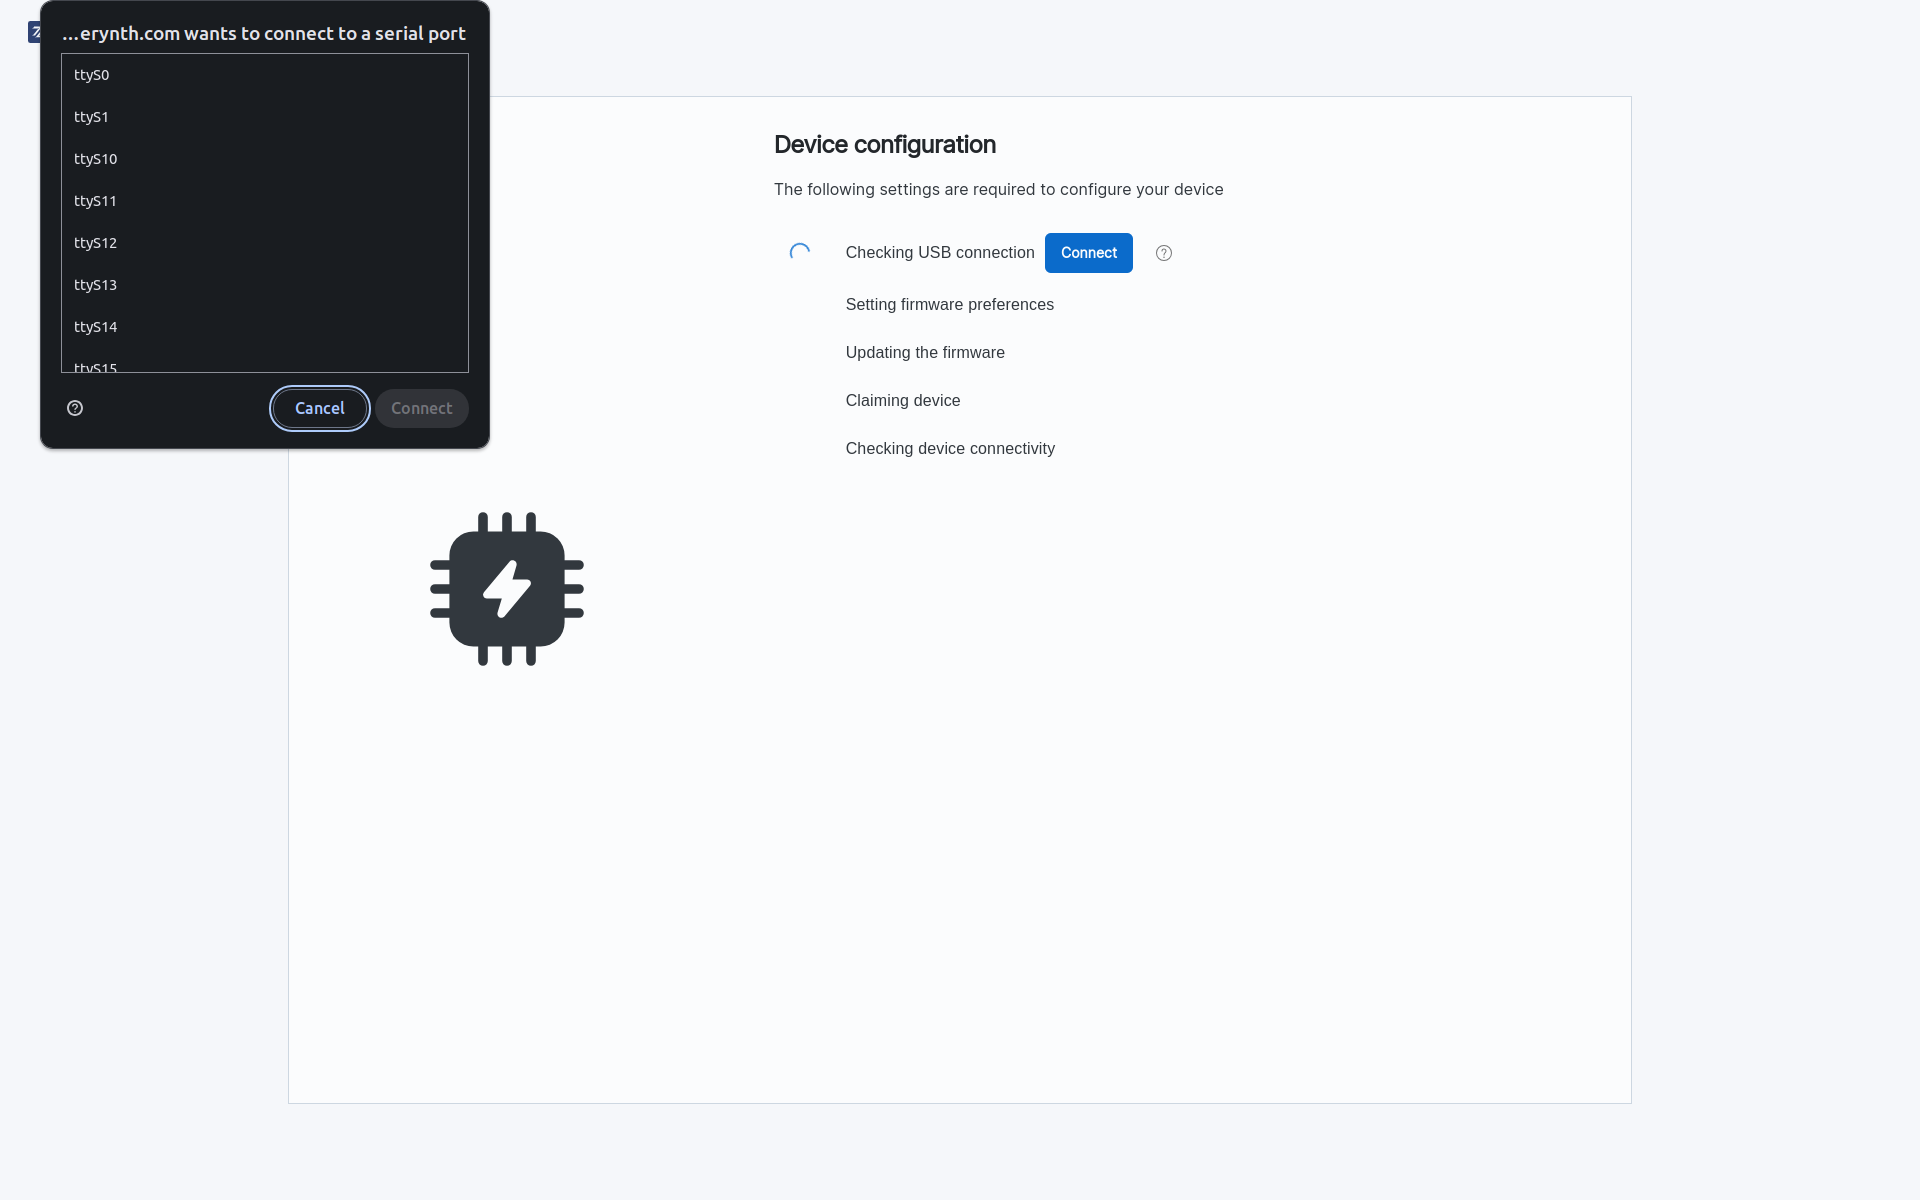 ...erynth.com wants to connect to a serial port
ttyS0
ttyS1
ttyS10
ttyS11
ttyS12
ttyS13
ttyS14
ttyS15
Cancel
Connect
Device configuration
The following settings are required to configure your device
Checking USB connection
Connect
Setting firmware preferences
Updating the firmware
Claiming device
Checking device connectivity